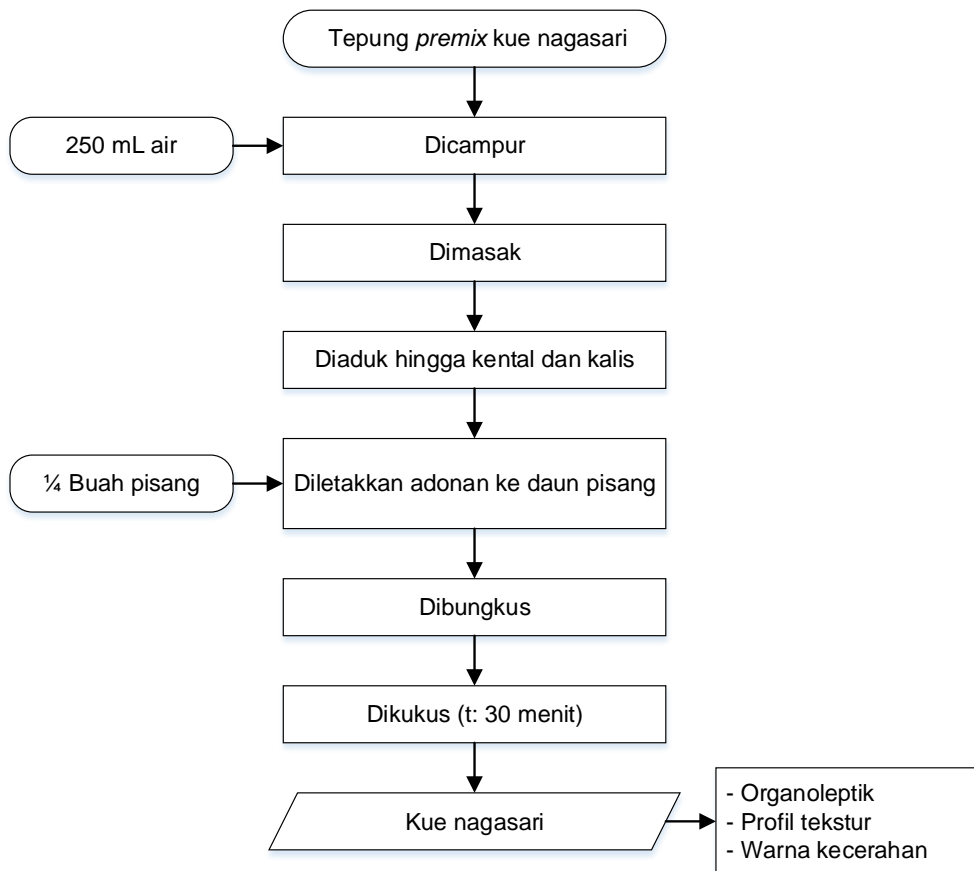 Tepung premix kue nagasari
250 mL air
Dicampur
Dimasak
Diaduk hingga kental dan kalis
¼ Buah pisang
Diletakkan adonan ke daun pisang
Dibungkus
Dikukus (t: 30 menit)
Kue nagasari
- Organoleptik
- Profil tekstur
- Warna kecerahan